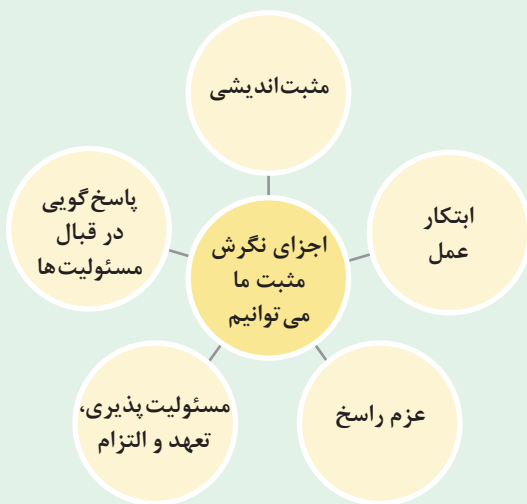 مثبت‌اندیشی
ابتکار
عمل
عزم راسخ
مسئولیت‌پذیری،
تعهد و التزام
پاسخ‌گویی
در قبال
مسئولیت‌ها
اجزای نگرش
مثبت ما
می‌توانیم